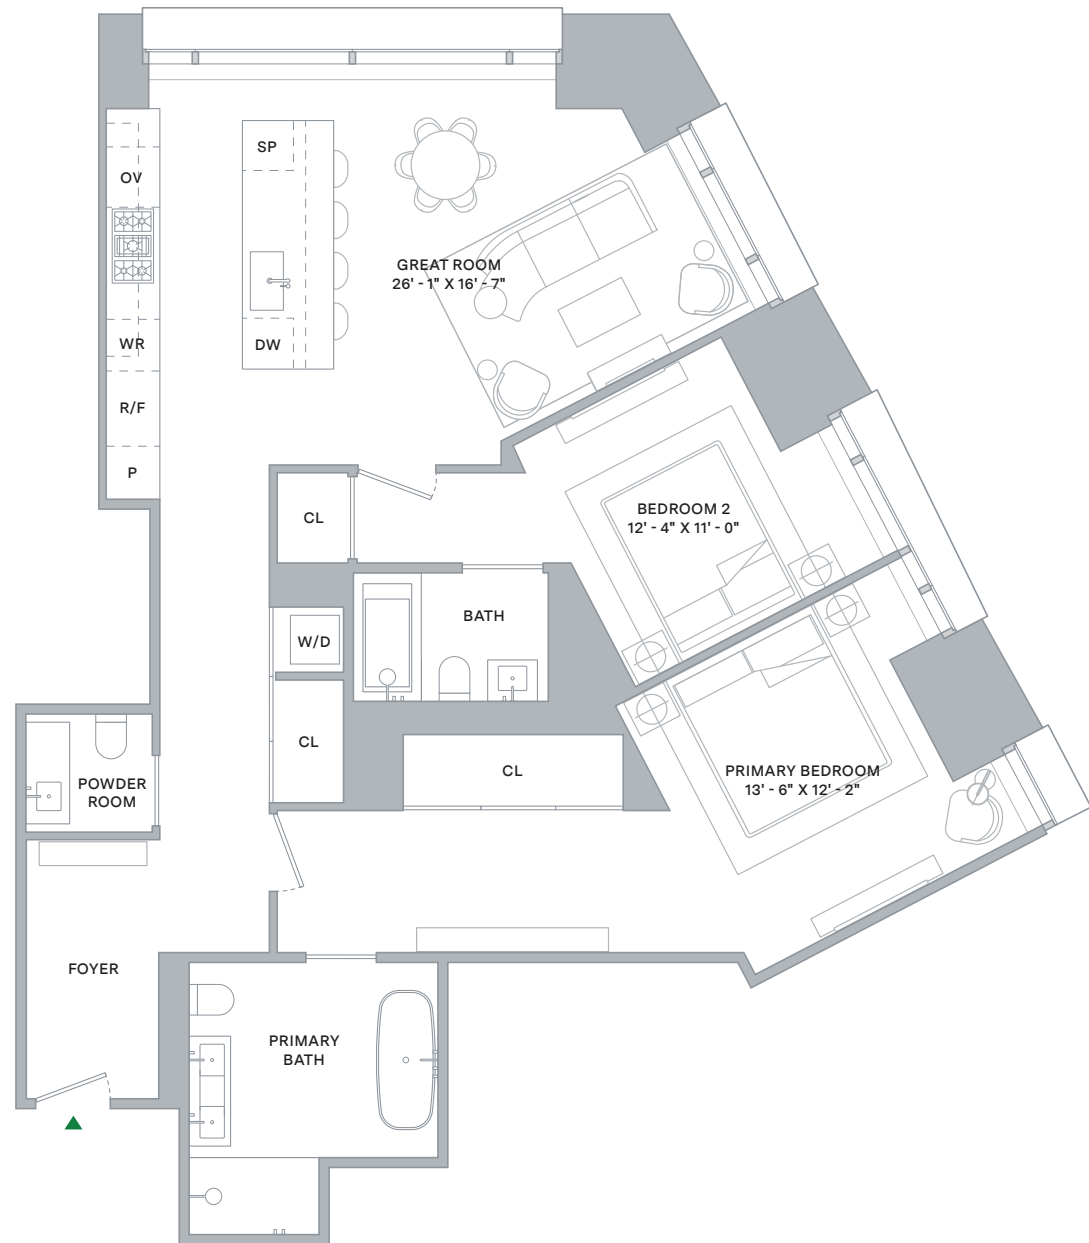 SP
OV
GREAT ROOM
26' - 1" X 16' - 7"
WR
DW
R/F
P
CL
BEDROOM 2
12' - 4" X 11' - 0"
BATH
W/D
CL
CL
PRIMARY BEDROOM
13' - 6" X 12' - 2"
POWDER
ROOM
FOYER
PRIMARY
BATH